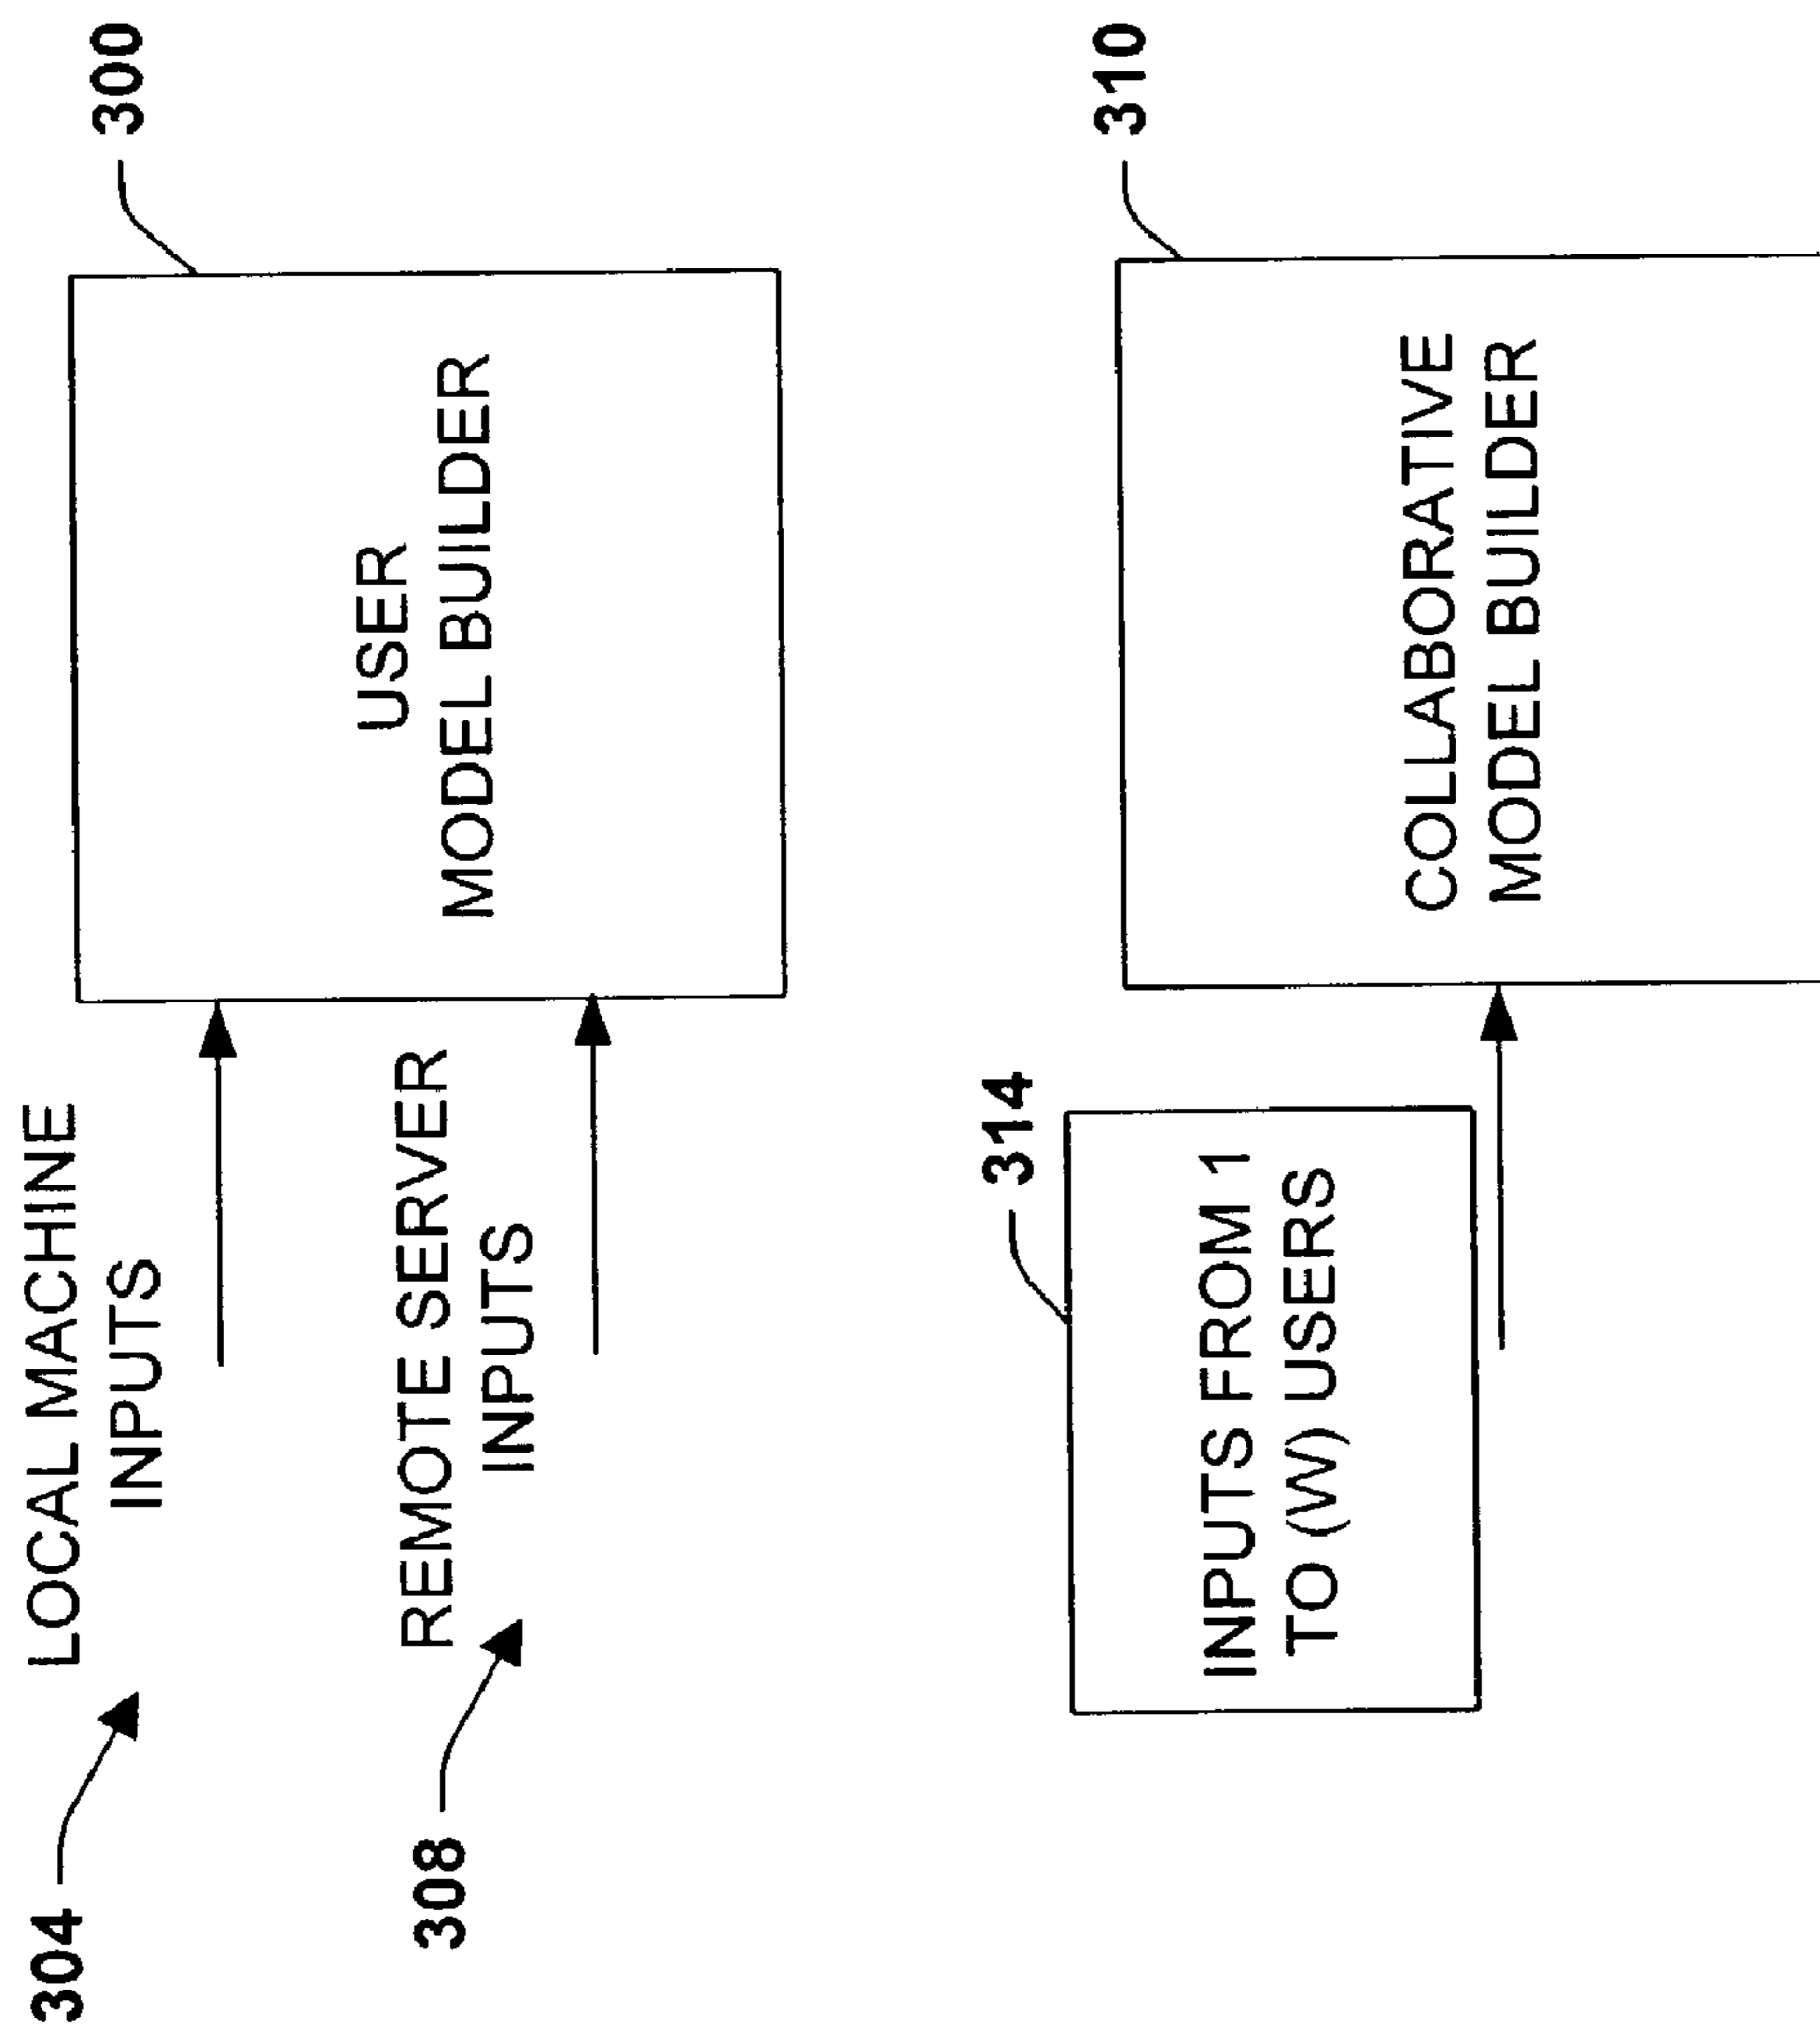 304
LOCAL MACHINE
INPUTS
300
308
REMOTE SERVER
INPUTS
USER
MODEL BUILDER
314
310
INPUTS FROM 1
TO (W) USERS
COLLABORATIVE
MODEL BUILDER